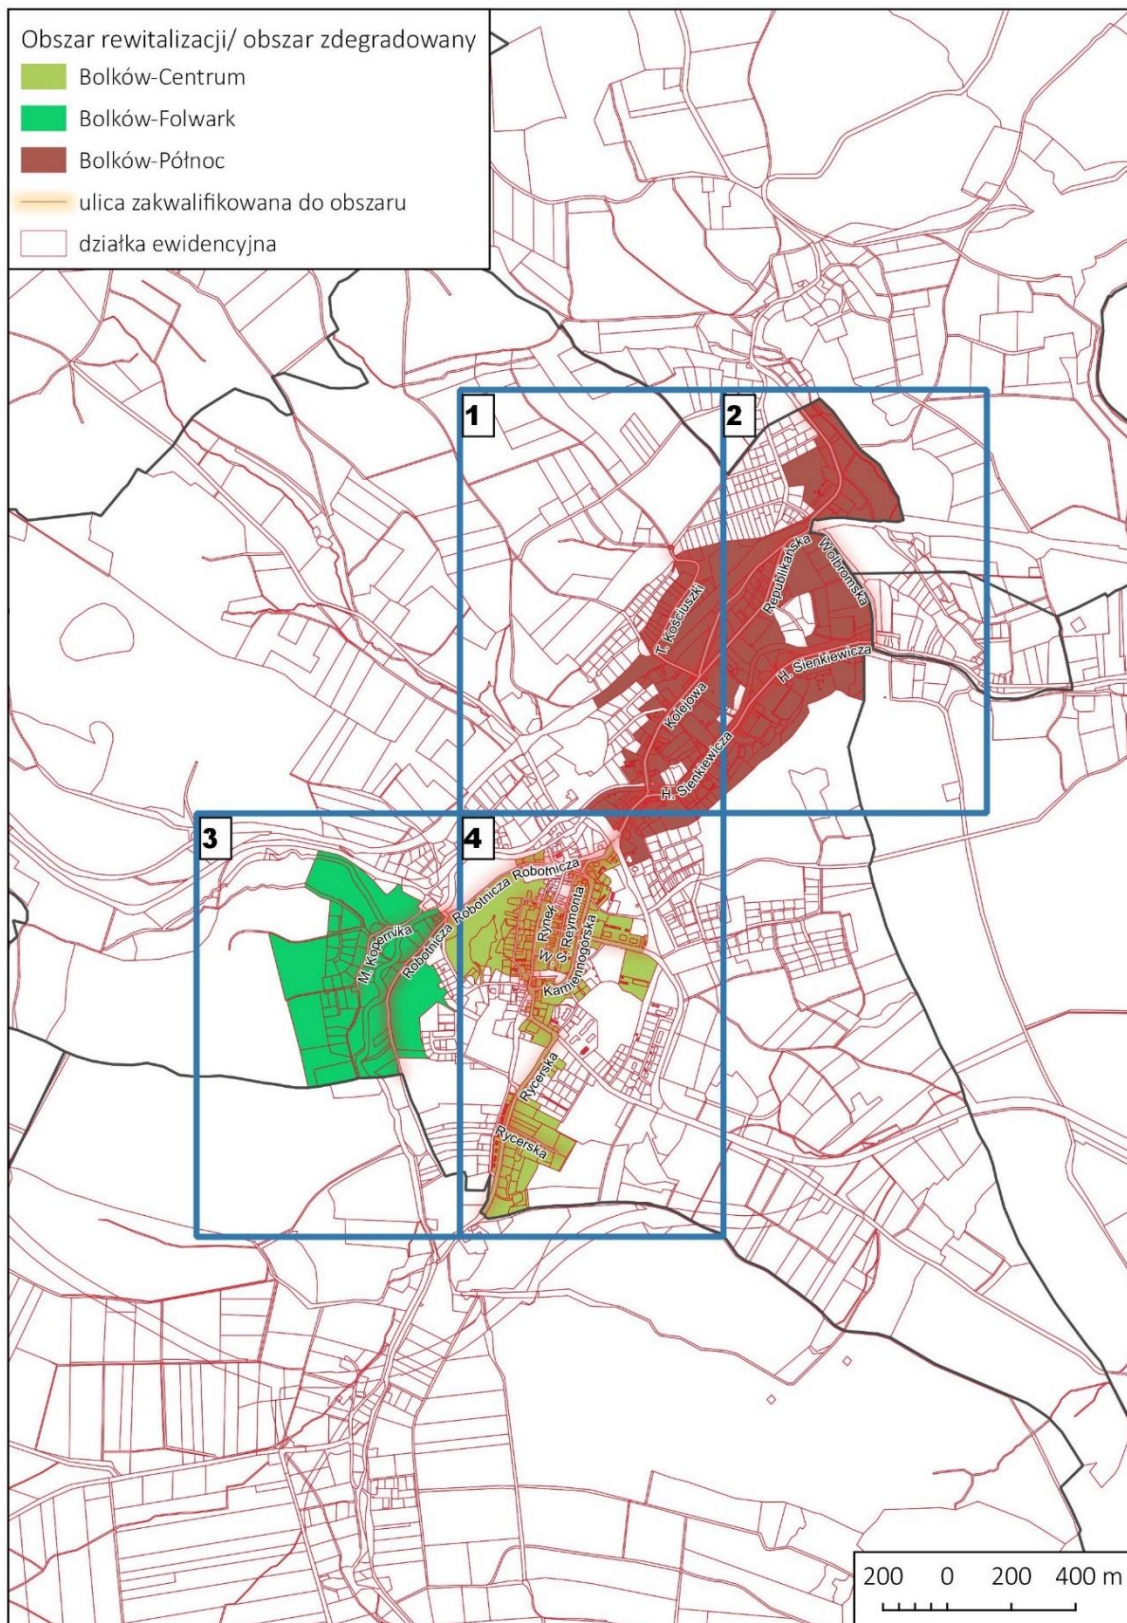 Obszar rewitalizacji/ obszar zdegradowany
Bolków-Centrum
Bolków-Folwark
Bolków-Północ
ulica zakwalifikowana do obszaru
działka ewidencyjna
1
2
Republikańska
Wolbromska
T. Kościuszki
H. Sienkiewicza
Kolejowa
H. Sienkiewicza
3
4
Robotnicza
Robotnicza
Robotnicza
M. Kopernika
Rynek
W. S. Reymonta
Kamiennogórska
Rycerska
Rycerska
200 0 200 400 m